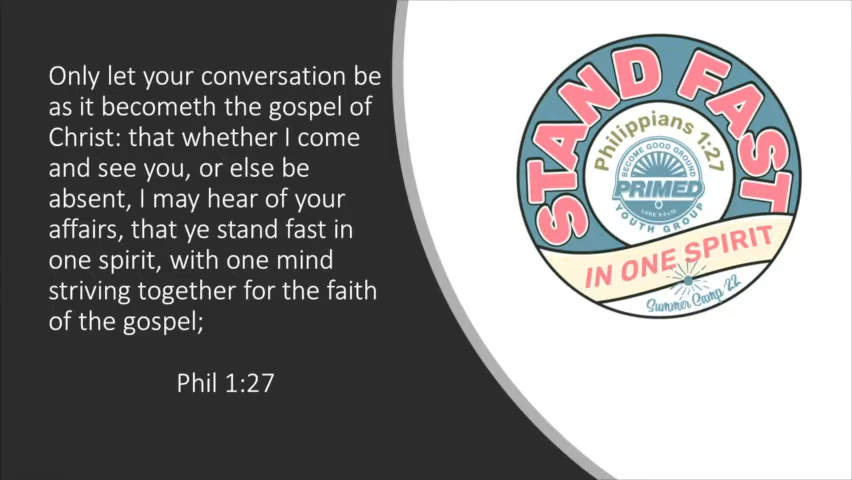 Only let your conversation be
as it becometh the gospel of
Christ: that whether I come
and see you, or else be
absent, I may hear of your
affairs, that ye stand fast in
one spirit, with one mind
striving together for the faith
of the gospel;
Phil 1:27
STAND FAST
Philippians 1:27
BECOME GOOD GROUND
PRIMED
YOUTH GROUP
IN ONE SPIRIT
Summer Camp 22